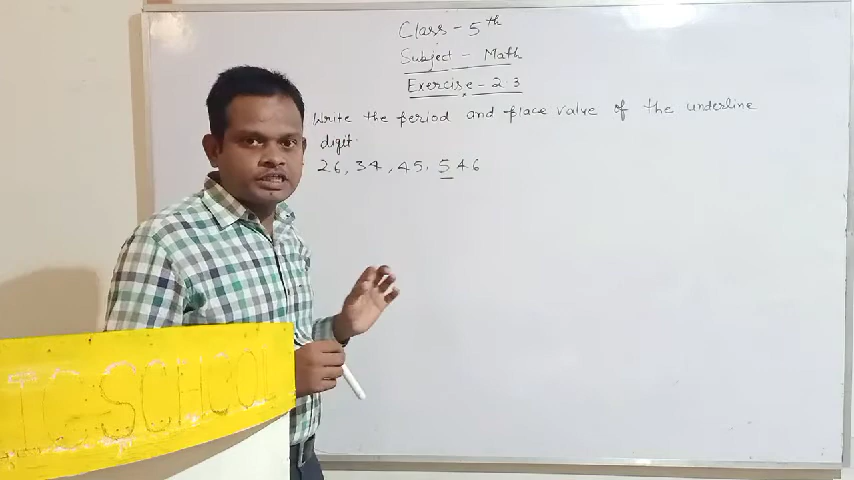 Class - 5th
Subject - Math
Exercise - 2.3
Write the period and place value of the underline
digit.
26, 34, 45, 546
IC SCHOOL